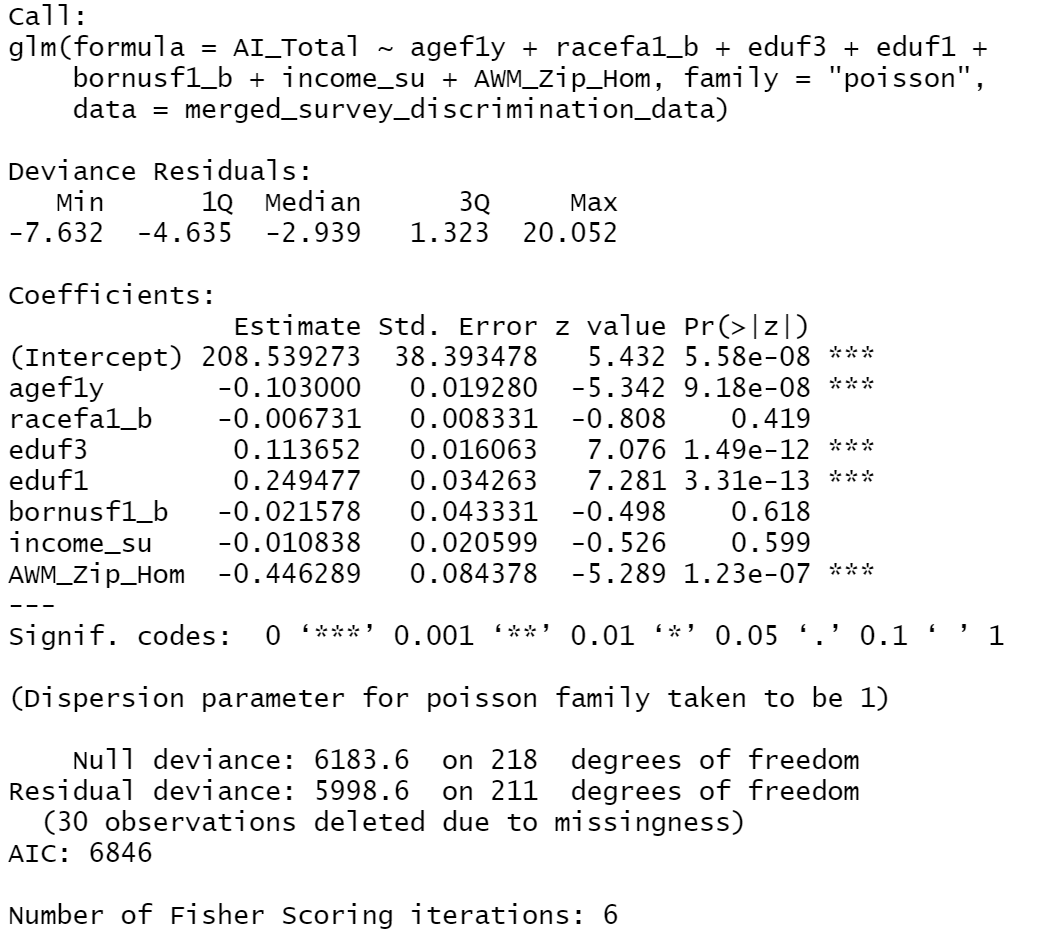 Call:
glm(formula = AI_Total ~ agef1y + racefa1_b + eduf3 + eduf1 +
    bornusf1_b + income_su + AWM_Zip_Hom, family = "poisson",
    data = merged_survey_discrimination_data)

Deviance Residuals:
   Min      1Q  Median      3Q     Max
-7.632  -4.635  -2.939   1.323  20.052

Coefficients:
              Estimate Std. Error z value Pr(>|z|)
(Intercept) 208.539273  38.393478   5.432 5.58e-08 ***
agef1y       -0.103000   0.019280  -5.342 9.18e-08 ***
racefa1_b    -0.006731   0.008331  -0.808    0.419
eduf3         0.113652   0.016063   7.076 1.49e-12 ***
eduf1         0.249477   0.034263   7.281 3.31e-13 ***
bornusf1_b   -0.021578   0.043331  -0.498    0.618
income_su    -0.010838   0.020599  -0.526    0.599
AWM_Zip_Hom  -0.446289   0.084378  -5.289 1.23e-07 ***
---
Signif. codes:  0 ‘***’ 0.001 ‘**’ 0.01 ‘*’ 0.05 ‘.’ 0.1 ‘ ’ 1

(Dispersion parameter for poisson family taken to be 1)

    Null deviance: 6183.6  on 218  degrees of freedom
Residual deviance: 5998.6  on 211  degrees of freedom
  (30 observations deleted due to missingness)
AIC: 6846

Number of Fisher Scoring iterations: 6